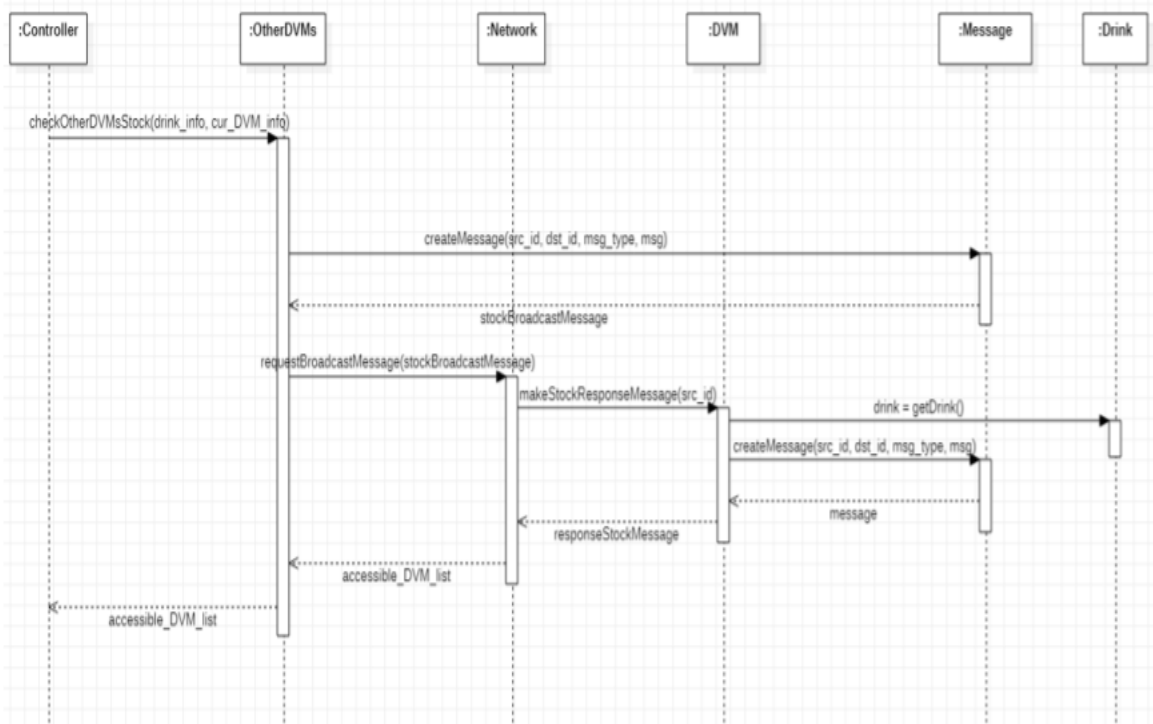 :Controller
:OtherDVMs
:Network
:DVM
:Message
:Drink
checkOtherDVMsStock(drink_info, cur_DVM_info)
createMessage(src_id, dst_id, msg_type, msg)
stockBroadcastMessage
requestBroadcastMessage(stockBroadcastMessage)
makeStockResponseMessage(src_id)
drink = getDrink()
createMessage(src_id, dst_id, msg_type, msg)
message
responseStockMessage
accessible_DVM_list
accessible_DVM_list